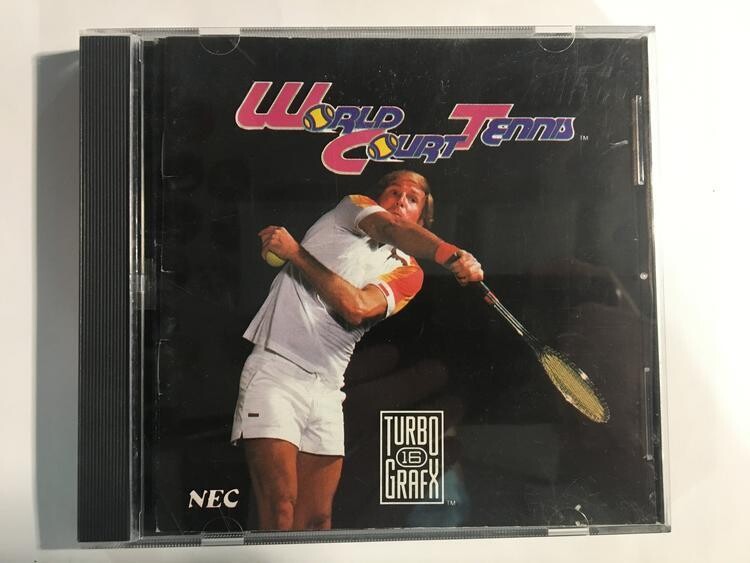 WORLD
COURT TENNIS ™
TURBO
16
GRAFX ™
NEC